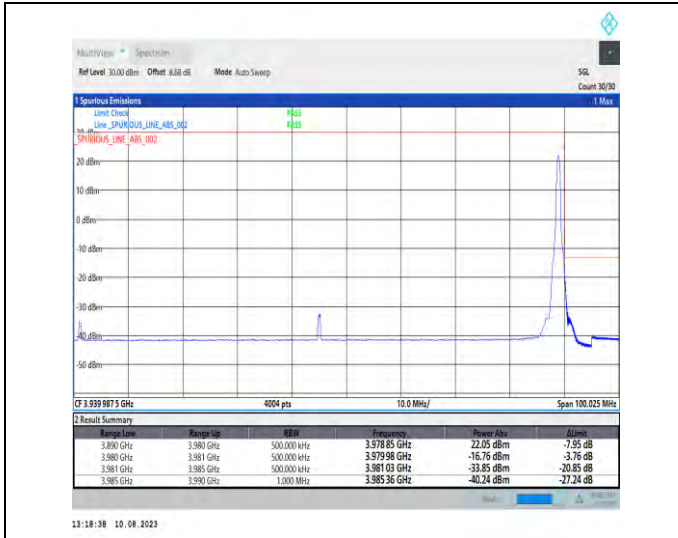 MultiView Spectrum
Ref Level 30.00 dBm Offset 8.68 dB Mode Auto Sweep SGL
Count 30/30
1 Spurious Emissions 1 Max
Limit Check PASS
Line _SPURIOUS_LINE_ABS_002 PASS
_SPURIOUS_LINE_ABS_002
20 dBm
10 dBm
0 dBm
-10 dBm
-20 dBm
-30 dBm
-40 dBm
-50 dBm
CF 3.939 987 5 GHz 4004 pts 10.0 MHz/ Span 100.025 MHz
2 Result Summary
Range Low Range Up RBW Frequency Power Abs ΔLimit
3.890 GHz 3.980 GHz 500.000 kHz 3.978 85 GHz 22.05 dBm -7.95 dB
3.980 GHz 3.981 GHz 500.000 kHz 3.979 98 GHz -16.76 dBm -3.76 dB
3.981 GHz 3.985 GHz 500.000 kHz 3.981 03 GHz -33.85 dBm -20.85 dB
3.985 GHz 3.990 GHz 1.000 MHz 3.985 36 GHz -40.24 dBm -27.24 dB
13:18:38 10.08.2023